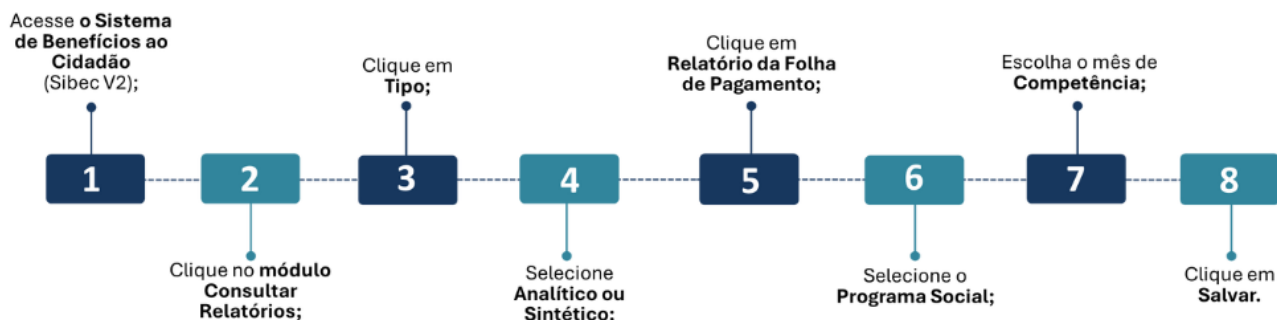 Acesse o Sistema
de Benefícios ao
Cidadão
(Sibec V2);
1
Clique no módulo
Consultar
Relatórios;
2
Clique em
Tipo;
3
Selecione
Analítico ou
Sintético;
4
Clique em
Relatório da Folha
de Pagamento;
5
Selecione o
Programa Social;
6
Escolha o mês de
Competência;
7
Clique em
Salvar.
8